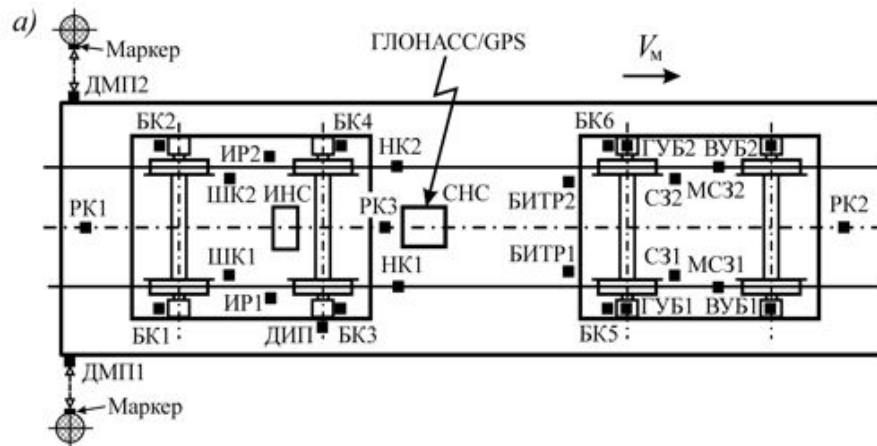 а)
Маркер
ГЛОНАСС/GPS
Vм
ДМП2
БК2
БК4
БК6
ИР2
НК2
ГУБ2
ВУБ2
ШК2
ИНС
БИТР2
СЗ2
МСЗ2
РК1
РК3
СНС
РК2
ШК1
БИТР1
СЗ1
МСЗ1
НК1
ИР1
ГУБ1
ВУБ1
БК1
ДИП
БК3
БК5
ДМП1
Маркер